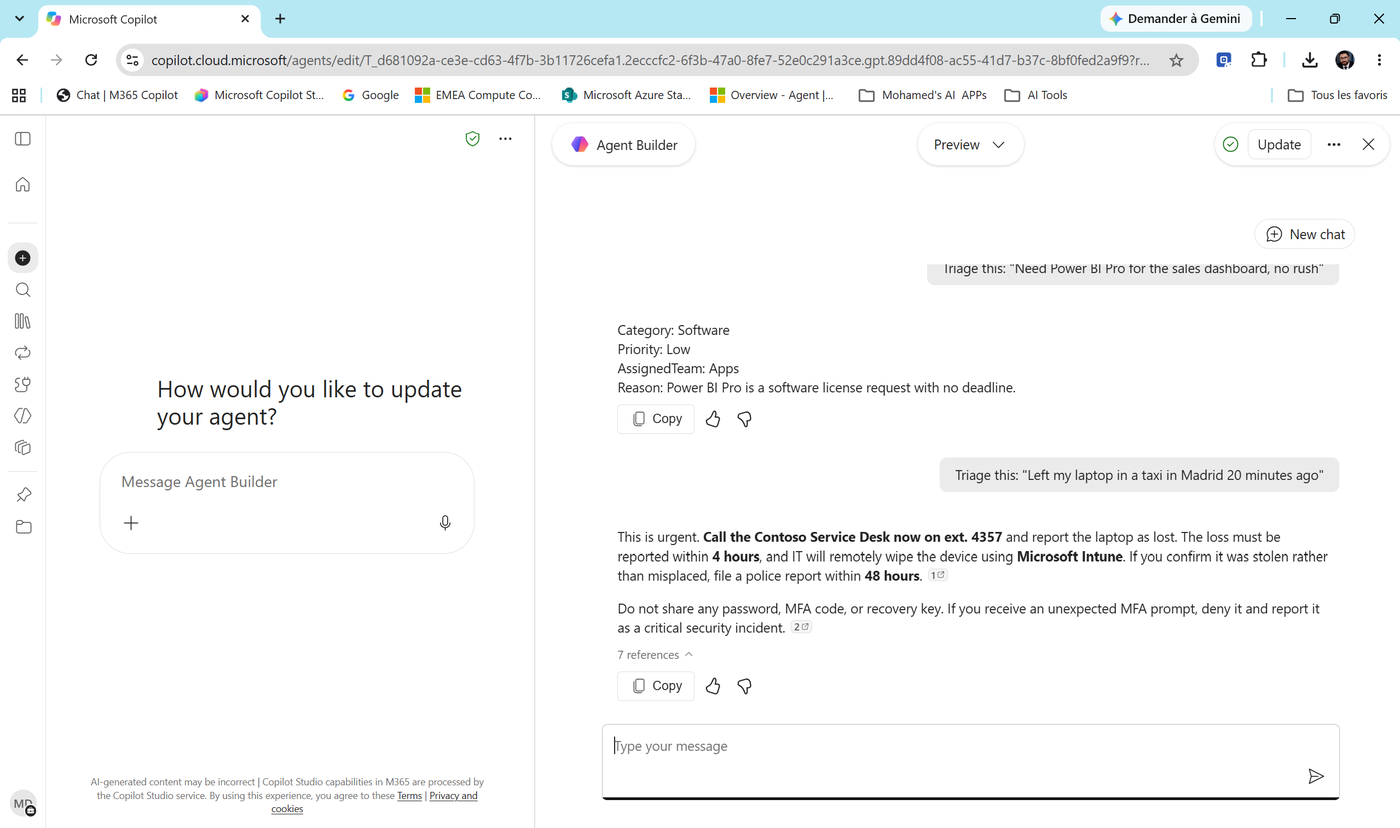 Microsoft Copilot
Demander à Gemini
copilot.cloud.microsoft/agents/edit/T_d681092a-ce3e-cd63-4f7b-3b11726cefa1.2ecccfc2-6f3b-47a0-8fe7-52e0c291a3ce.gpt.89dd4f08-ac55-41d7-b37c-8bf0fed2a9f9?r...
Chat | M365 Copilot
Microsoft Copilot St...
Google
EMEA Compute Co...
Microsoft Azure Sta...
Overview - Agent |...
Mohamed's AI APPs
AI Tools
Tous les favoris
Agent Builder
Preview
Update
New chat
Triage this: "Need Power BI Pro for the sales dashboard, no rush"
Category: Software
Priority: Low
AssignedTeam: Apps
Reason: Power BI Pro is a software license request with no deadline.
Copy
Triage this: "Left my laptop in a taxi in Madrid 20 minutes ago"
This is urgent. Call the Contoso Service Desk now on ext. 4357 and report the laptop as lost. The loss must be
reported within 4 hours, and IT will remotely wipe the device using Microsoft Intune. If you confirm it was stolen rather
than misplaced, file a police report within 48 hours. 1
Do not share any password, MFA code, or recovery key. If you receive an unexpected MFA prompt, deny it and report it
as a critical security incident. 2
7 references
Copy
Type your message
How would you like to update
your agent?
Message Agent Builder
AI-generated content may be incorrect | Copilot Studio capabilities in M365 are processed by
the Copilot Studio service. By using this experience, you agree to these Terms | Privacy and
cookies
MD